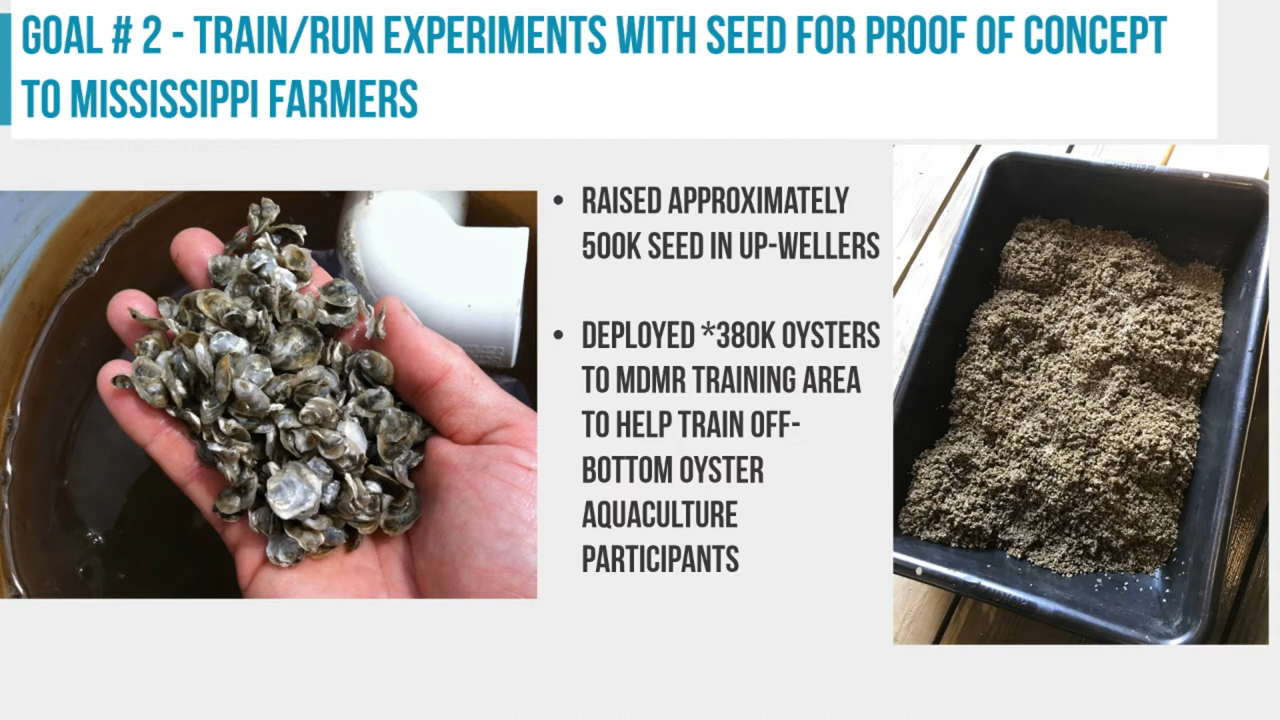 GOAL # 2 - TRAIN/RUN EXPERIMENTS WITH SEED FOR PROOF OF CONCEPT
TO MISSISSIPPI FARMERS
• RAISED APPROXIMATELY
500K SEED IN UP-WELLERS
• DEPLOYED *380K OYSTERS
TO MDMR TRAINING AREA
TO HELP TRAIN OFF-
BOTTOM OYSTER
AQUACULTURE
PARTICIPANTS